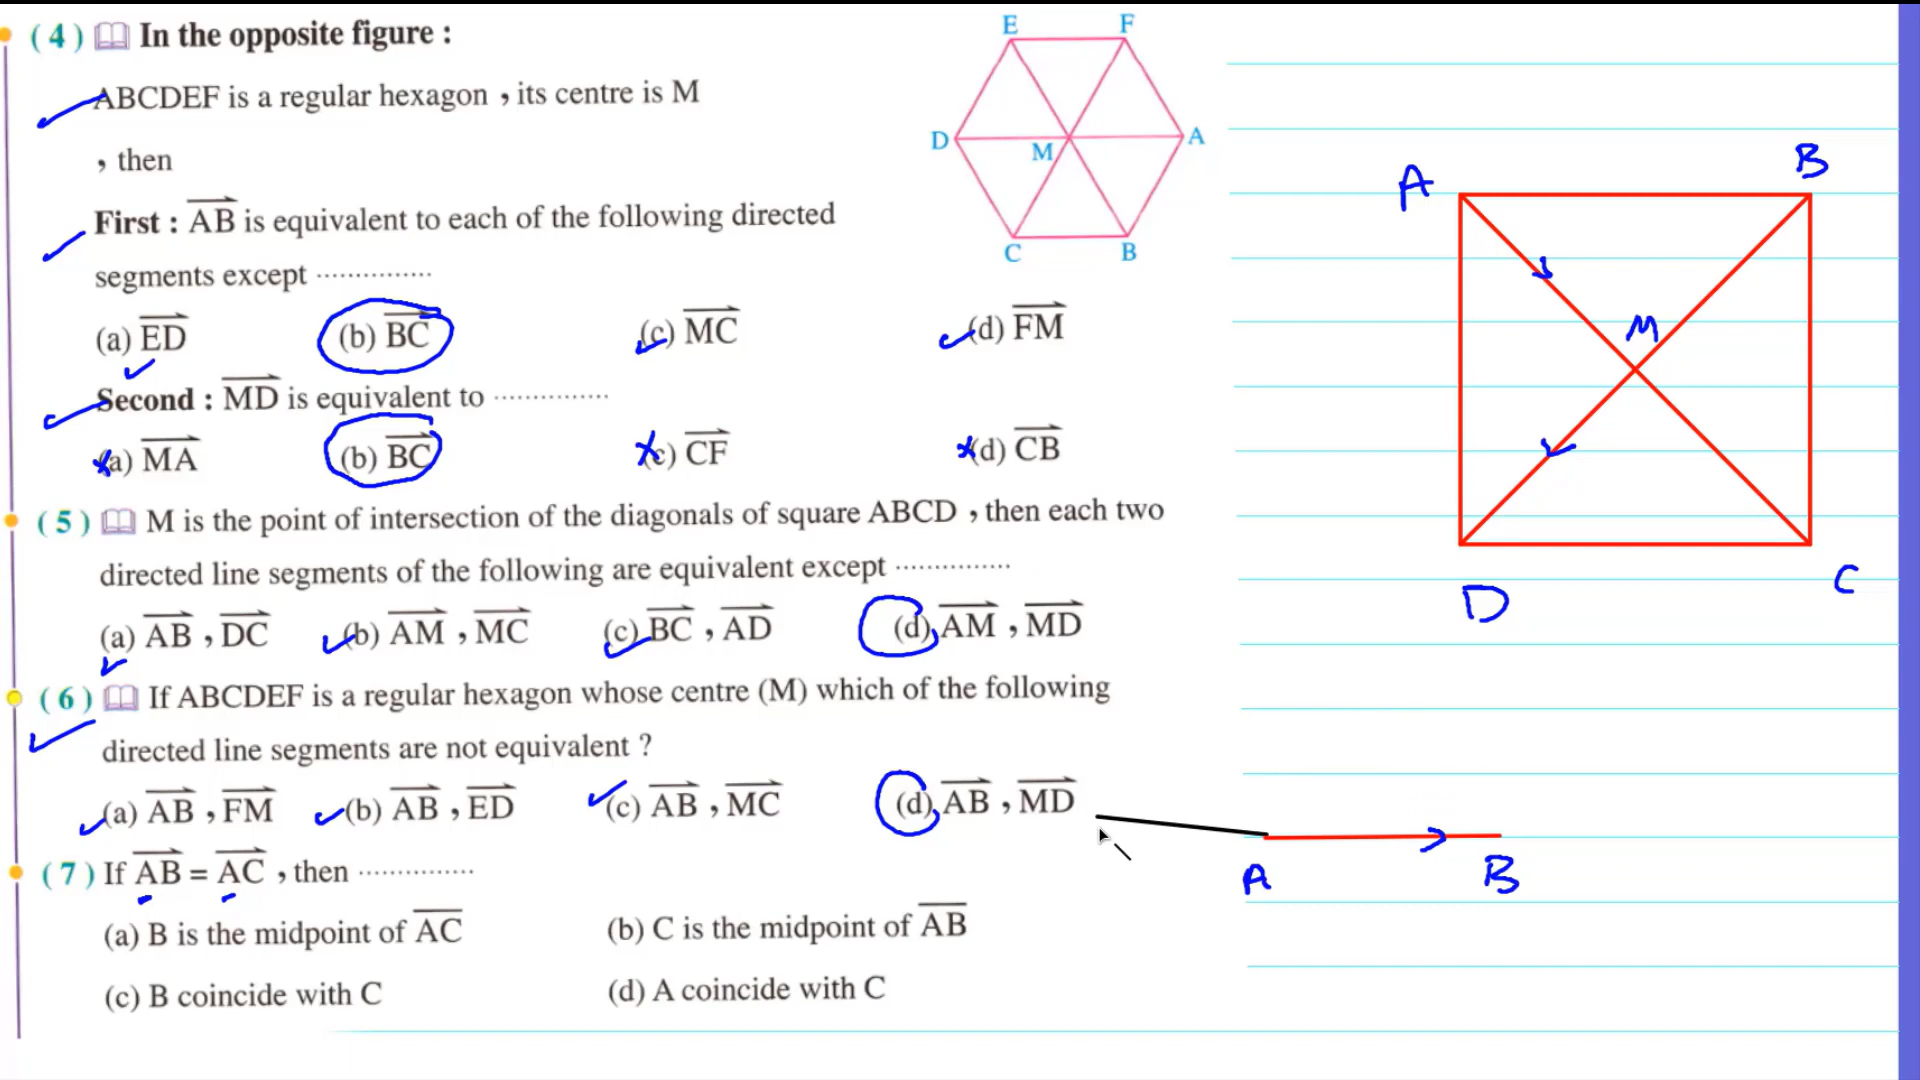 ( 4 ) In the opposite figure :
ABCDEF is a regular hexagon , its centre is M
, then
First : AB is equivalent to each of the following directed
segments except ...............
(a) ED (b) BC (c) MC (d) FM
Second : MD is equivalent to ...............
(a) MA (b) BC (c) CF (d) CB
( 5 ) M is the point of intersection of the diagonals of square ABCD , then each two
directed line segments of the following are equivalent except ...............
(a) AB , DC (b) AM , MC (c) BC , AD (d) AM , MD
( 6 ) If ABCDEF is a regular hexagon whose centre (M) which of the following
directed line segments are not equivalent ?
(a) AB , FM (b) AB , ED (c) AB , MC (d) AB , MD
( 7 ) If AB = AC , then ...............
(a) B is the midpoint of AC (b) C is the midpoint of AB
(c) B coincide with C (d) A coincide with C
E F
D M A
C B
A B
M
D C
A B